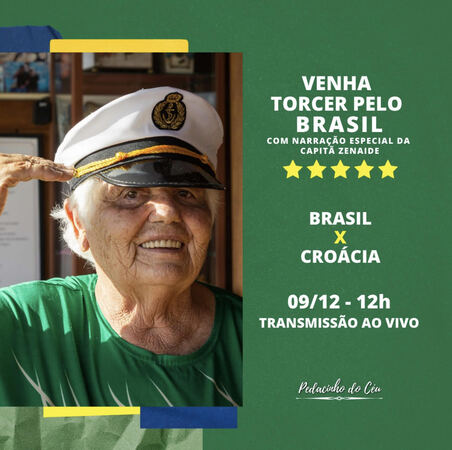 VENHA
TORCER PELO
BRASIL
COM NARRAÇÃO ESPECIAL DA
CAPITÃ ZENAIDE
BRASIL
X
CROÁCIA
09/12 - 12h
TRANSMISSÃO AO VIVO
Pedacinho do Céu